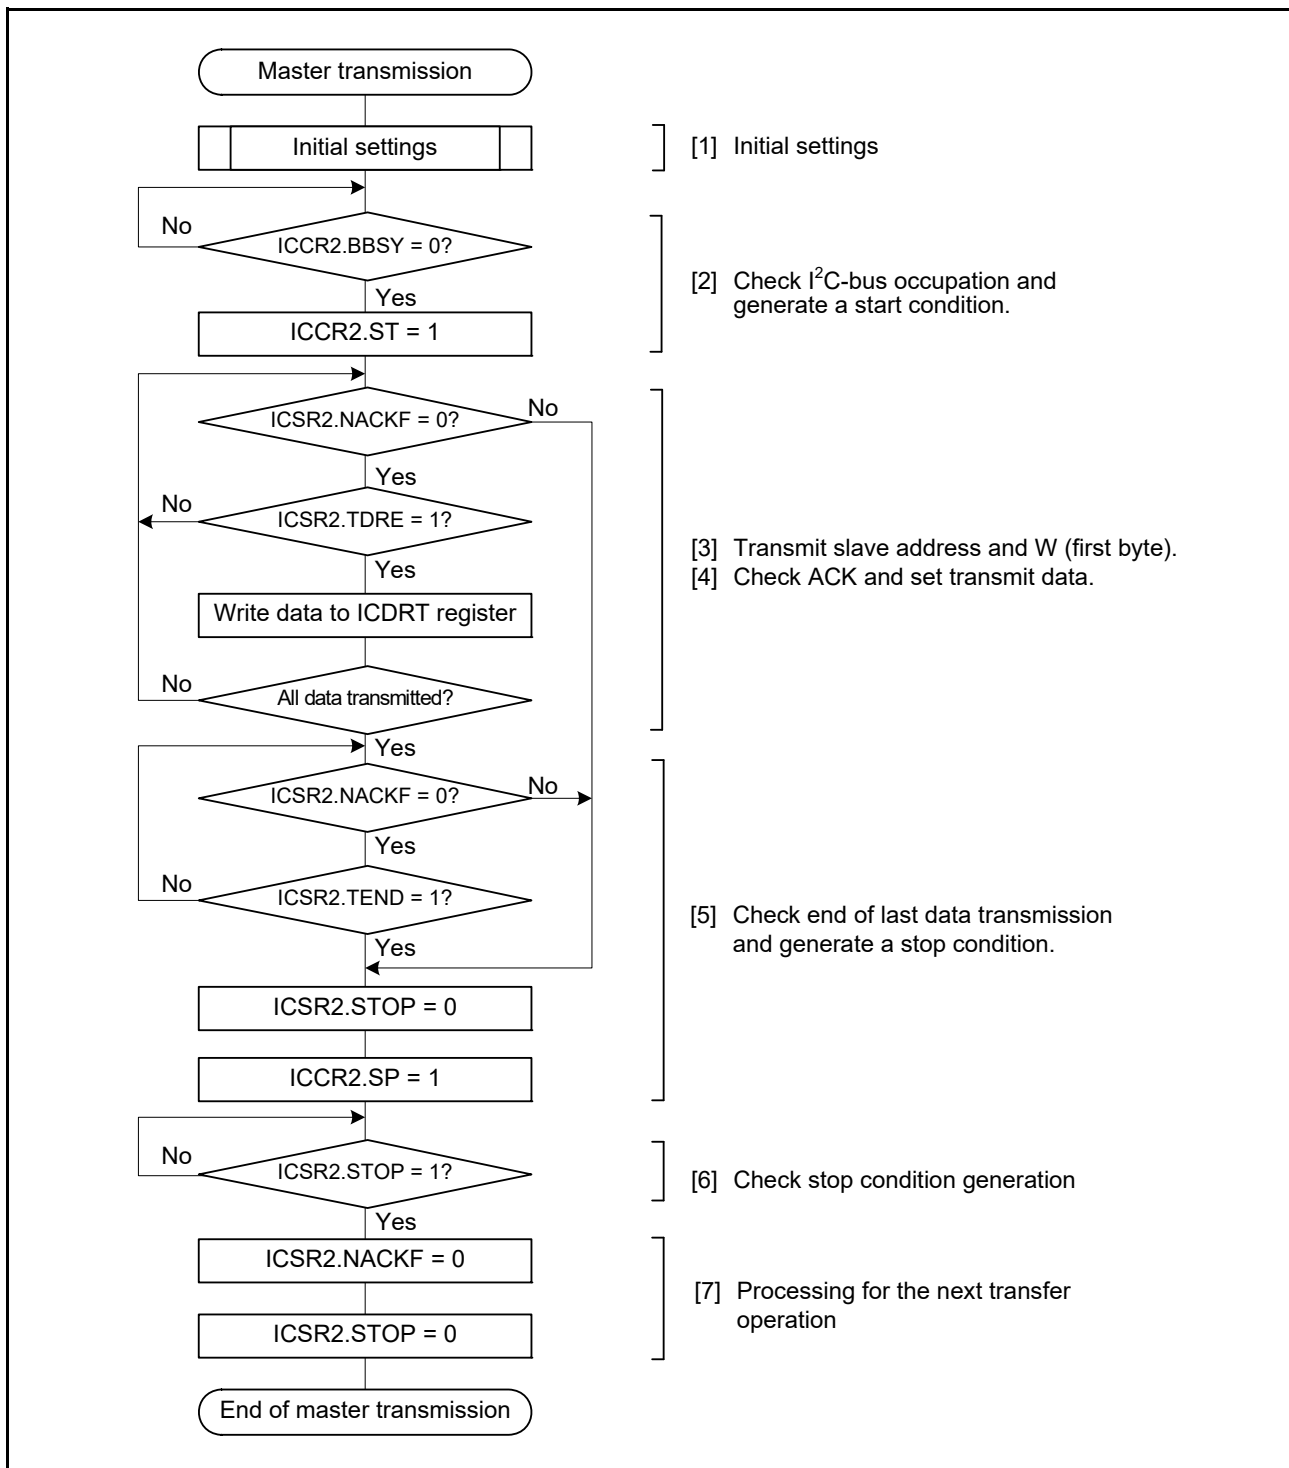 Master transmission
Initial settings
[1] Initial settings
No
ICCR2.BBSY = 0?
Yes
[2] Check I²C-bus occupation and
generate a start condition.
ICCR2.ST = 1
ICSR2.NACKF = 0?
No
Yes
No
ICSR2.TDRE = 1?
Yes
[3] Transmit slave address and W (first byte).
[4] Check ACK and set transmit data.
Write data to ICDRT register
No
All data transmitted?
Yes
ICSR2.NACKF = 0?
No
Yes
No
ICSR2.TEND = 1?
Yes
[5] Check end of last data transmission
and generate a stop condition.
ICSR2.STOP = 0
ICCR2.SP = 1
No
ICSR2.STOP = 1?
Yes
[6] Check stop condition generation
ICSR2.NACKF = 0
[7] Processing for the next transfer
operation
ICSR2.STOP = 0
End of master transmission